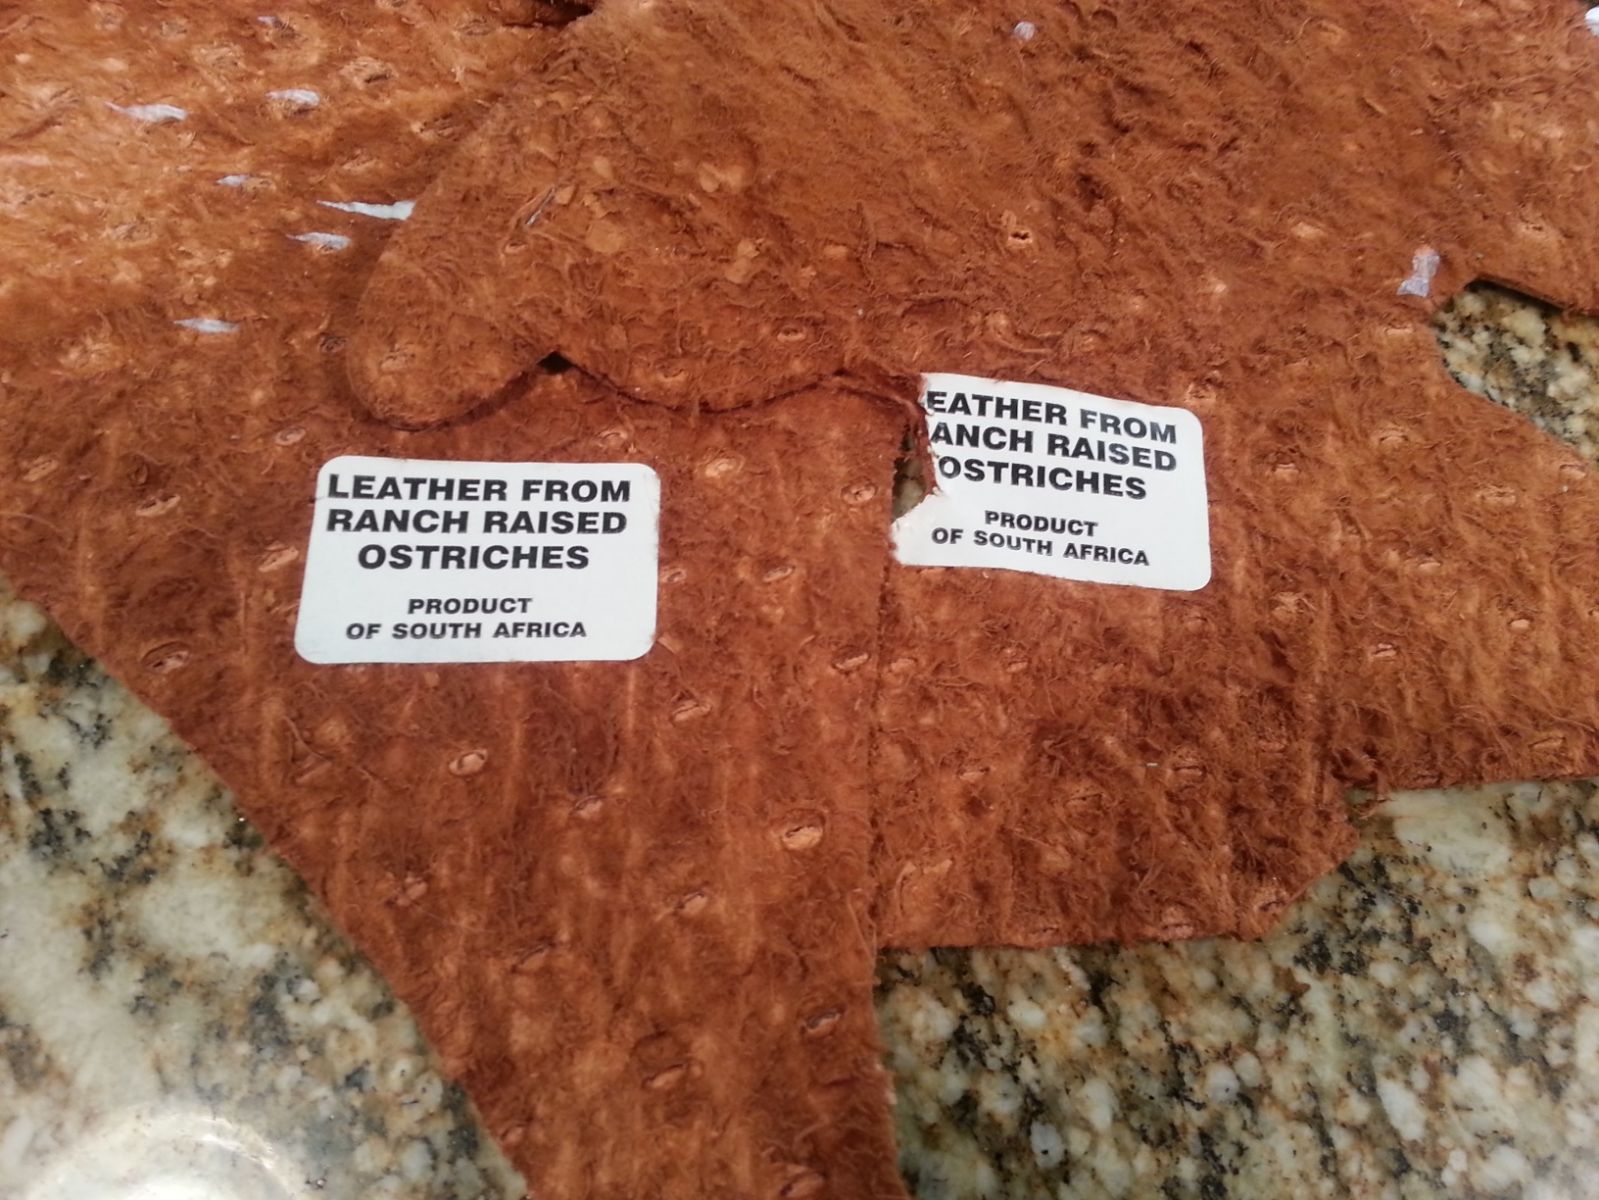 LEATHER FROM
RANCH RAISED
OSTRICHES
PRODUCT
OF SOUTH AFRICA
EATHER FROM
ANCH RAISED
OSTRICHES
PRODUCT
OF SOUTH AFRICA